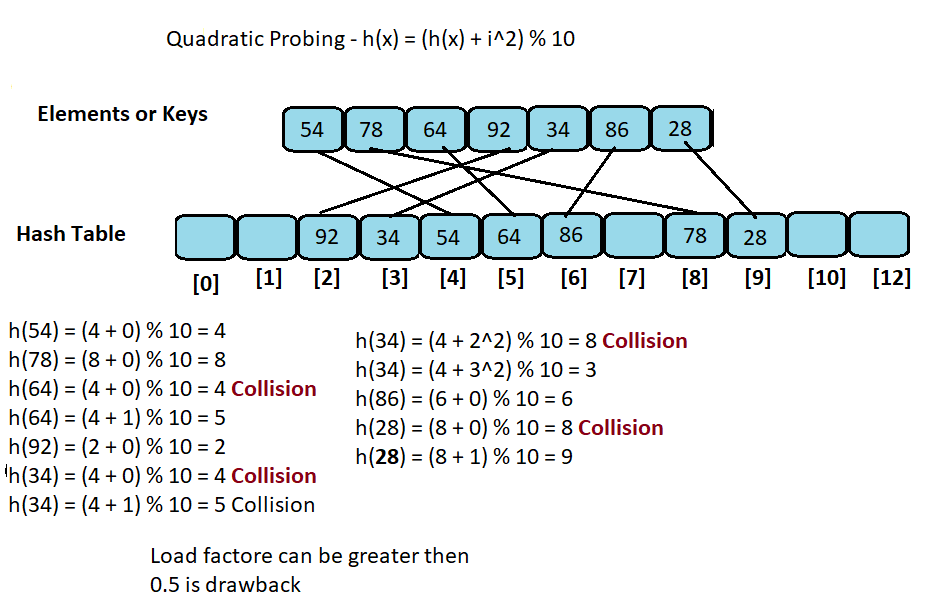 Quadratic Probing - h(x) = (h(x) + i^2) % 10
Elements or Keys
54 78 64 92 34 86 28
Hash Table
92 34 54 64 86 78 28
[0] [1] [2] [3] [4] [5] [6] [7] [8] [9] [10] [12]
h(54) = (4 + 0) % 10 = 4
h(78) = (8 + 0) % 10 = 8
h(64) = (4 + 0) % 10 = 4 Collision
h(64) = (4 + 1) % 10 = 5
h(92) = (2 + 0) % 10 = 2
h(34) = (4 + 0) % 10 = 4 Collision
h(34) = (4 + 1) % 10 = 5 Collision
h(34) = (4 + 2^2) % 10 = 8 Collision
h(34) = (4 + 3^2) % 10 = 3
h(86) = (6 + 0) % 10 = 6
h(28) = (8 + 0) % 10 = 8 Collision
h(28) = (8 + 1) % 10 = 9
Load factore can be greater then
0.5 is drawback